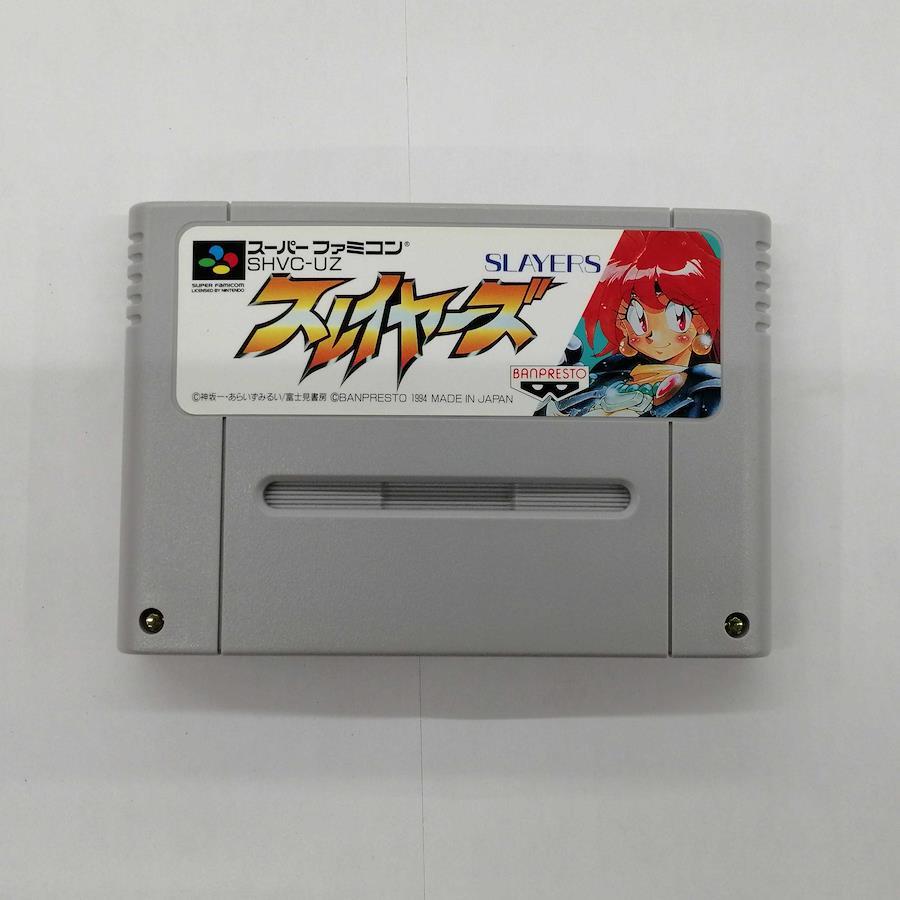 スーパーファミコン®
SHVC-UZ
SUPER FAMICOM
LICENSED BY NINTENDO
SLAYERS
スレイヤーズ
BANPRESTO
©神坂一・あらいずみるい/富士見書房 ©BANPRESTO 1994 MADE IN JAPAN